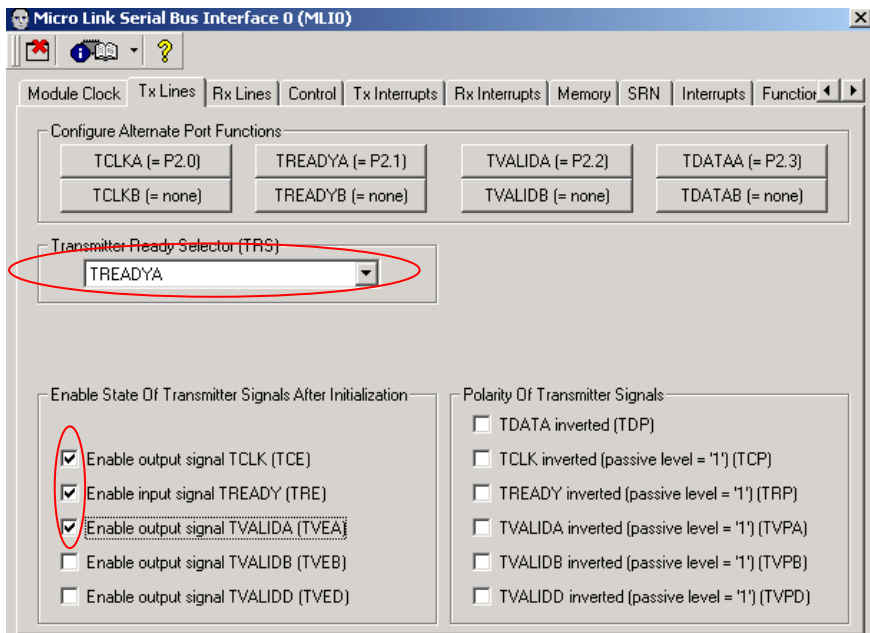 Micro Link Serial Bus Interface 0 (MLI0)
Module Clock Tx Lines Rx Lines Control Tx Interrupts Rx Interrupts Memory SRN Interrupts Function
Configure Alternate Port Functions
TCLKA (= P2.0) TREADYA (= P2.1) TVALIDA (= P2.2) TDATAA (= P2.3)
TCLKB (= none) TREADYB (= none) TVALIDB (= none) TDATAB (= none)
Transmitter Ready Selector (TRS)
TREADYA
Enable State Of Transmitter Signals After Initialization
Enable output signal TCLK (TCE)
Enable input signal TREADY (TRE)
Enable output signal TVALIDA (TVEA)
Enable output signal TVALIDB (TVEB)
Enable output signal TVALIDD (TVED)
Polarity Of Transmitter Signals
TDATA inverted (TDP)
TCLK inverted (passive level = '1') (TCP)
TREADY inverted (passive level = '1') (TRP)
TVALIDA inverted (passive level = '1') (TVPA)
TVALIDB inverted (passive level = '1') (TVPB)
TVALIDD inverted (passive level = '1') (TVPD)